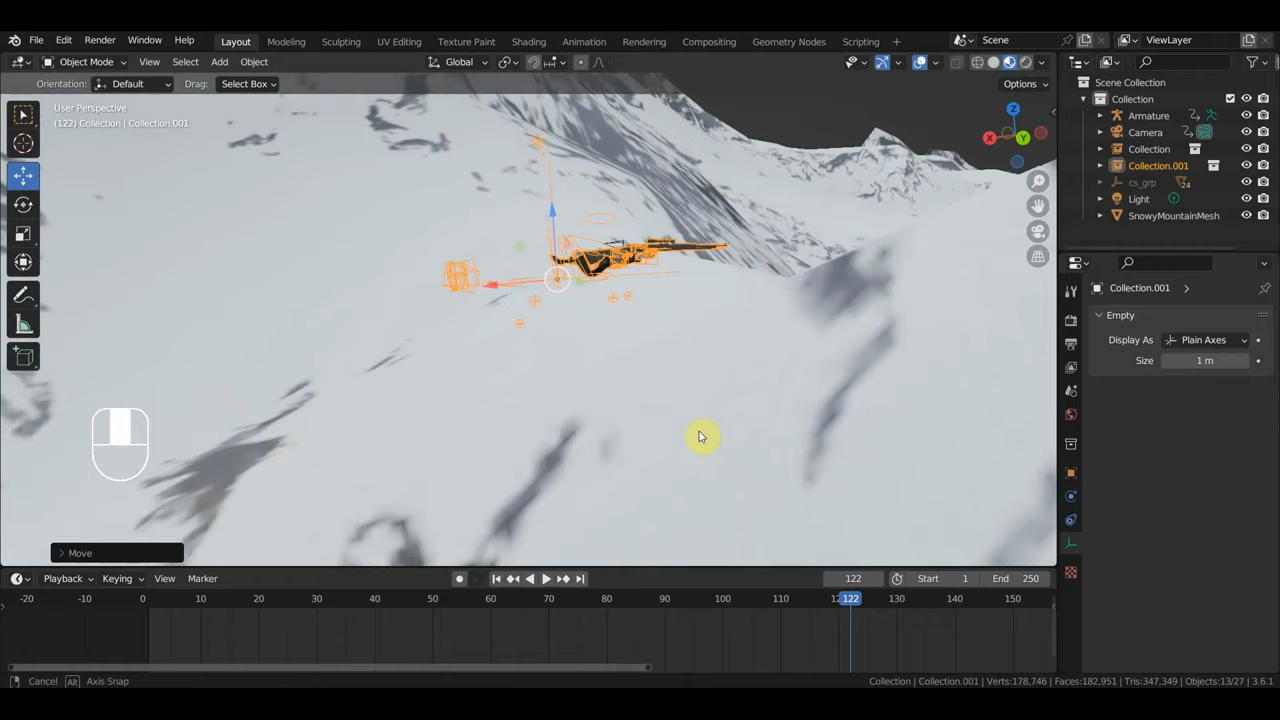 File Edit Render Window Help Layout Modeling Sculpting UV Editing Texture Paint Shading Animation Rendering Compositing Geometry Nodes Scripting + Scene ViewLayer
Object Mode View Select Add Object Global
Orientation: Default Drag: Select Box Options
User Perspective
(122) Collection | Collection.001
X
Y
Z
Scene Collection
Collection
Armature
Camera
Collection
Collection.001
cs_grp 24
Light
SnowyMountainMesh
Collection.001
Empty
Display As Plain Axes
Size 1 m
Move
Playback Keying View Marker 122 Start 1 End 250
-20 -10 0 10 20 30 40 50 60 70 80 90 100 110 122 130 140 150
Cancel Alt Axis Snap Collection | Collection.001 Verts:178,746 Faces:182,951 Tris:347,349 Objects:13/27 3.6.1